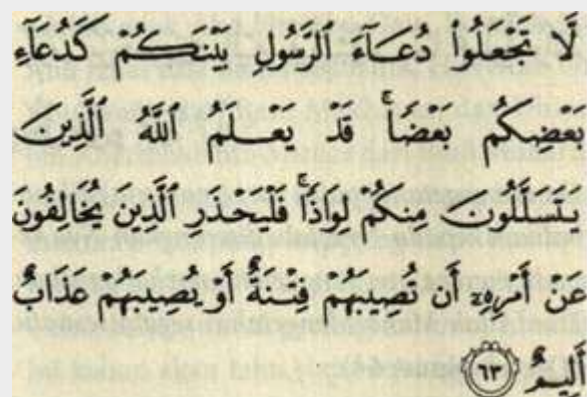 لَّا تَجْعَلُوا۟ دُعَآءَ ٱلرَّسُولِ بَيْنَكُمْ كَدُعَآءِ
بَعْضِكُم بَعْضًا ۚ قَدْ يَعْلَمُ ٱللَّهُ ٱلَّذِينَ
يَتَسَلَّلُونَ مِنكُمْ لِوَاذًا ۚ فَلْيَحْذَرِ ٱلَّذِينَ يُخَالِفُونَ
عَنْ أَمْرِهِۦٓ أَن تُصِيبَهُمْ فِتْنَةٌ أَوْ يُصِيبَهُمْ عَذَابٌ
أَلِيمٌ ٦٣